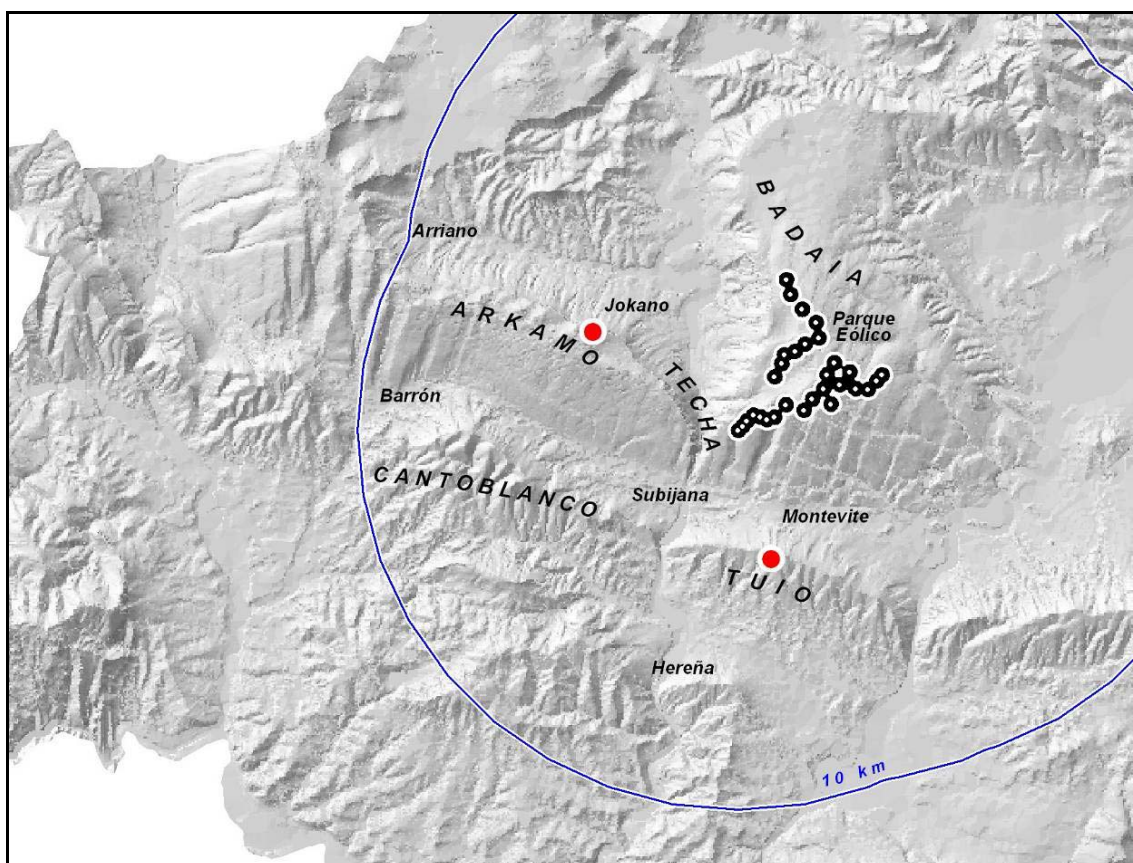 BADAIA
Arriano
Jokano
ARKAMO
Parque
Eólico
TECHA
Barrón
CANTOBLANCO
Subijana
Montevite
TUIO
Hereña
10 km